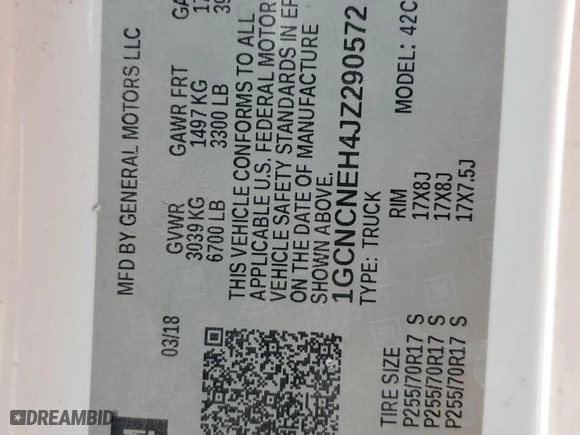 MFD BY GENERAL MOTORS LLC
03/18
GVWR
3039 KG
6700 LB
GAWR FRT
1497 KG
3300 LB
THIS VEHICLE CONFORMS TO ALL
APPLICABLE U.S. FEDERAL MOTOR
VEHICLE SAFETY STANDARDS IN EF
ON THE DATE OF MANUFACTURE
SHOWN ABOVE.
1GCNCNEH4JZ290572
TYPE: TRUCK
MODEL: 42C
TIRE SIZE RIM
P255/70R17 S 17X8J
P255/70R17 S 17X8J
P255/70R17 S 17X7.5J
DREAMBID